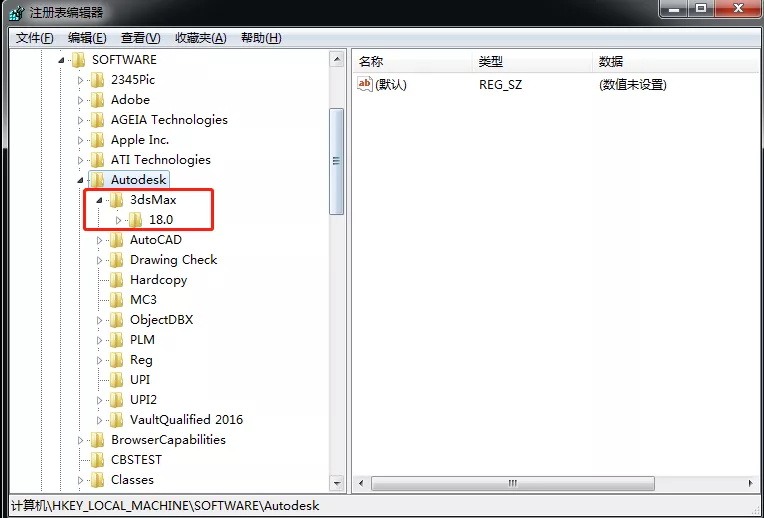 注册表编辑器
文件(F) 编辑(E) 查看(V) 收藏夹(A) 帮助(H)
SOFTWARE
2345Pic
Adobe
AGEIA Technologies
Apple Inc.
ATI Technologies
Autodesk
3dsMax
18.0
AutoCAD
Drawing Check
Hardcopy
MC3
ObjectDBX
PLM
Reg
UPI
UPI2
VaultQualified 2016
BrowserCapabilities
CBSTEST
Classes
名称 类型 数据
ab (默认) REG_SZ (数值未设置)
计算机\HKEY_LOCAL_MACHINE\SOFTWARE\Autodesk